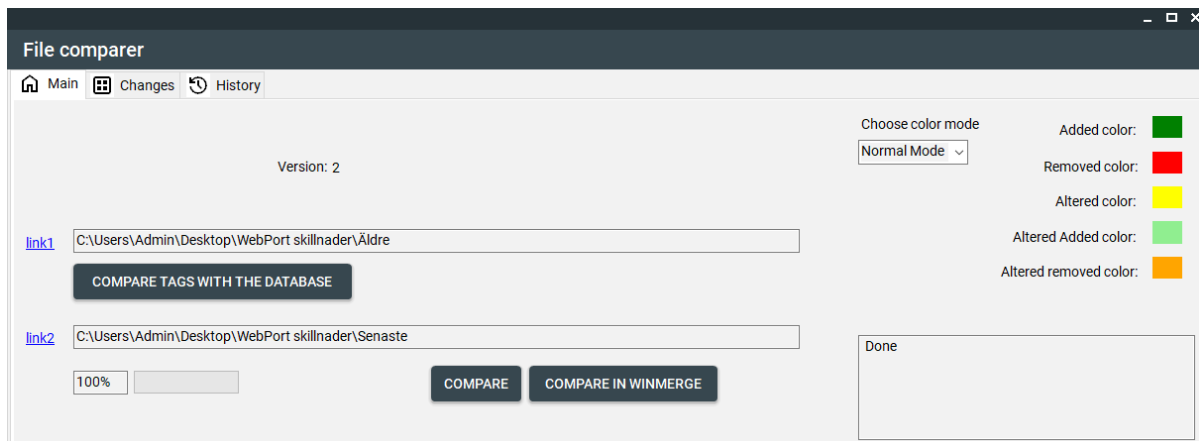 File comparer
Main Changes History
Choose color mode
Normal Mode
Added color:
Removed color:
Altered color:
Altered Added color:
Altered removed color:
Version: 2
link1 C:\Users\Admin\Desktop\WebPort skillnader\Äldre
COMPARE TAGS WITH THE DATABASE
link2 C:\Users\Admin\Desktop\WebPort skillnader\Senaste
100%
COMPARE COMPARE IN WINMERGE
Done